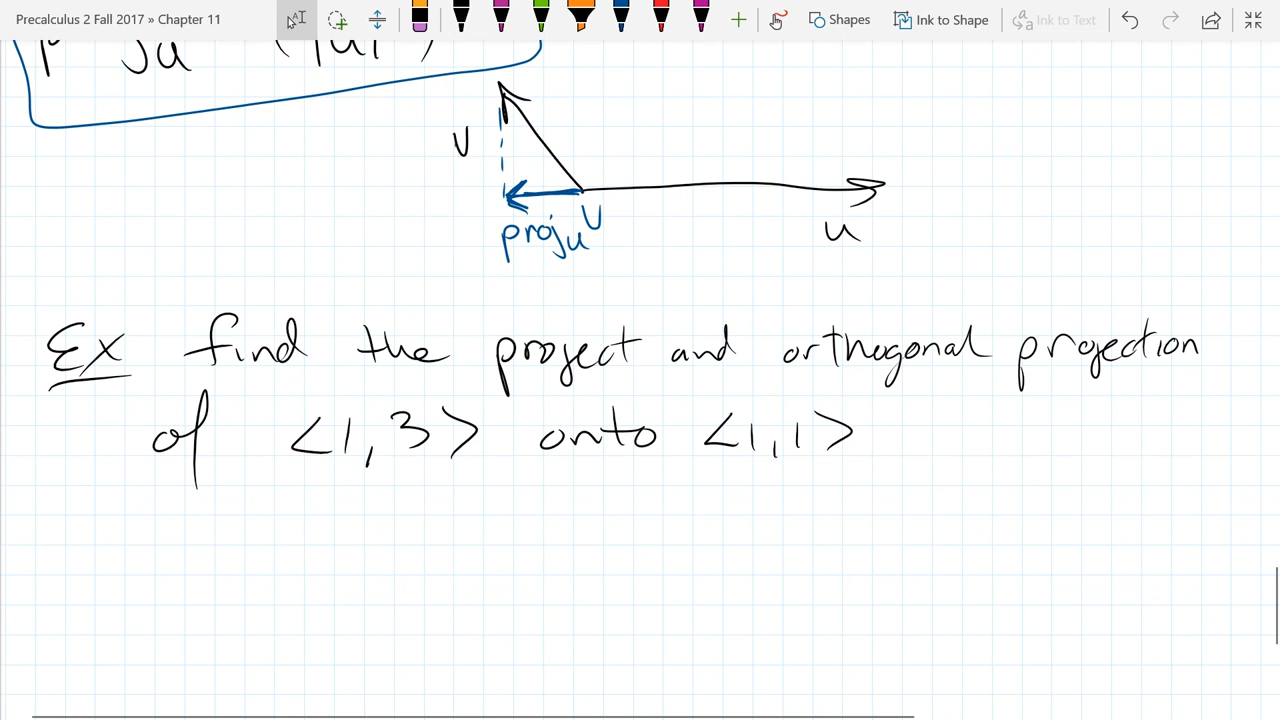 Precalculus 2 Fall 2017 » Chapter 11
Shapes
Ink to Shape
Ink to Text
v
proju v
u
Ex find the project and orthogonal projection
of <1,3> onto <1,1>